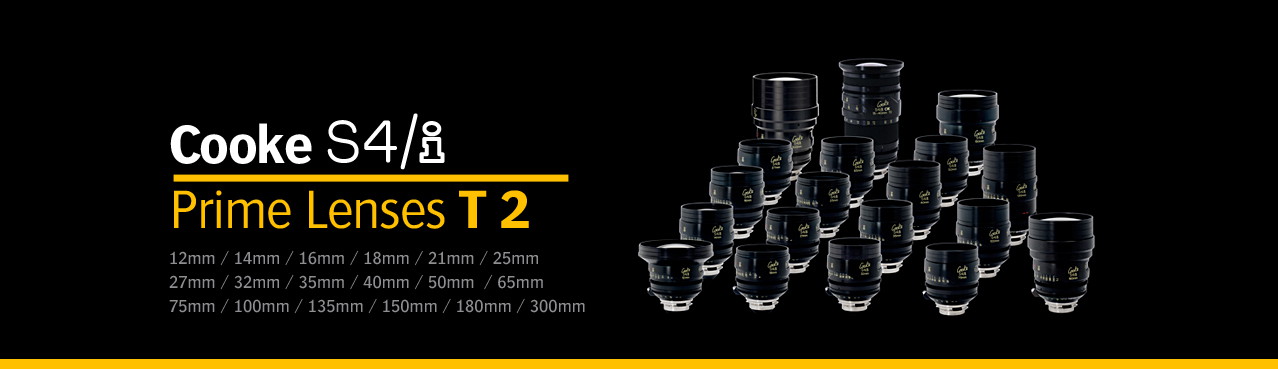 Cooke S4/i
Prime Lenses T 2
12mm / 14mm / 16mm / 18mm / 21mm / 25mm
27mm / 32mm / 35mm / 40mm / 50mm / 65mm
75mm / 100mm / 135mm / 150mm / 180mm / 300mm